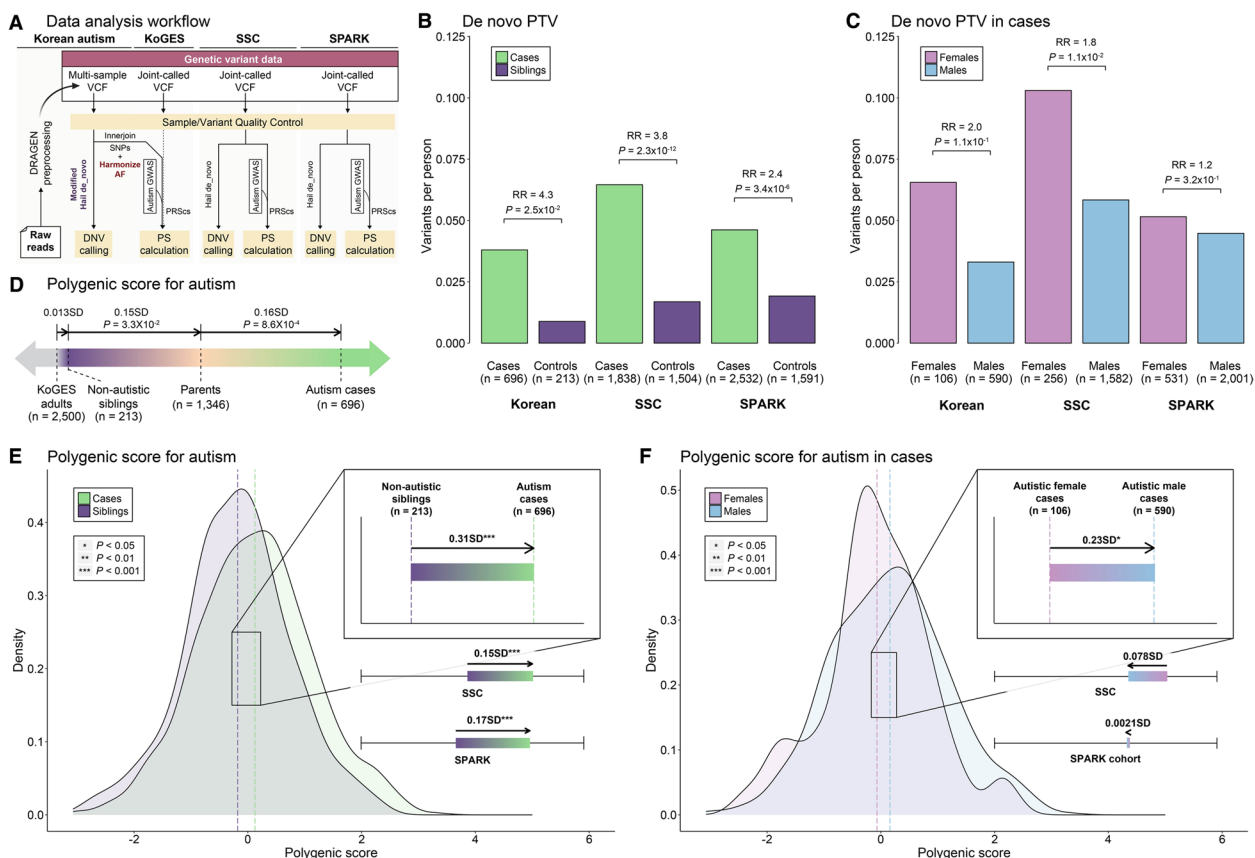 A
Data analysis workflow
Korean autism
KoGES
SSC
SPARK
Genetic variant data
Multi-sample
VCF
Joint-called
VCF
Joint-called
VCF
Joint-called
VCF
Sample/Variant Quality Control
DRAGEN
preprocessing
Innerjoin
SNPs
+
Harmonize
AF
Modified
Hail de_novo
Autism GWAS
PRScs
Hail de_novo
Autism GWAS
PRScs
Hail de_novo
Autism GWAS
PRScs
Raw
reads
DNV
calling
PS
calculation
DNV
calling
PS
calculation
DNV
calling
PS
calculation
B
De novo PTV
Cases
Siblings
Variants per person
0.125
0.100
0.075
0.050
0.025
0.000
RR = 4.3
P = 2.5x10-2
RR = 3.8
P = 2.3x10-12
RR = 2.4
P = 3.4x10-6
Cases
(n = 696)
Controls
(n = 213)
Cases
(n = 1,838)
Controls
(n = 1,504)
Cases
(n = 2,532)
Controls
(n = 1,591)
Korean
SSC
SPARK
C
De novo PTV in cases
Females
Males
Variants per person
0.125
0.100
0.075
0.050
0.025
0.000
RR = 2.0
P = 1.1x10-1
RR = 1.8
P = 1.1x10-2
RR = 1.2
P = 3.2x10-1
Females
(n = 106)
Males
(n = 590)
Females
(n = 256)
Males
(n = 1,582)
Females
(n = 531)
Males
(n = 2,001)
Korean
SSC
SPARK
D
Polygenic score for autism
0.013SD
0.15SD
P = 3.3X10-2
0.16SD
P = 8.6X10-4
KoGES
adults
(n = 2,500)
Non-autistic
siblings
(n = 213)
Parents
(n = 1,346)
Autism cases
(n = 696)
E
Polygenic score for autism
Cases
Siblings
* P < 0.05
** P < 0.01
*** P < 0.001
Density
0.4
0.3
0.2
0.1
0.0
-2
0
2
4
6
Polygenic score
Non-autistic
siblings
(n = 213)
Autism
cases
(n = 696)
0.31SD***
0.15SD***
SSC
0.17SD***
SPARK
F
Polygenic score for autism in cases
Females
Males
* P < 0.05
** P < 0.01
*** P < 0.001
Density
0.5
0.4
0.3
0.2
0.1
0.0
-2
0
2
4
6
Polygenic score
Autistic female
cases
(n = 106)
Autistic male
cases
(n = 590)
0.23SD*
0.078SD
SSC
0.0021SD
SPARK cohort